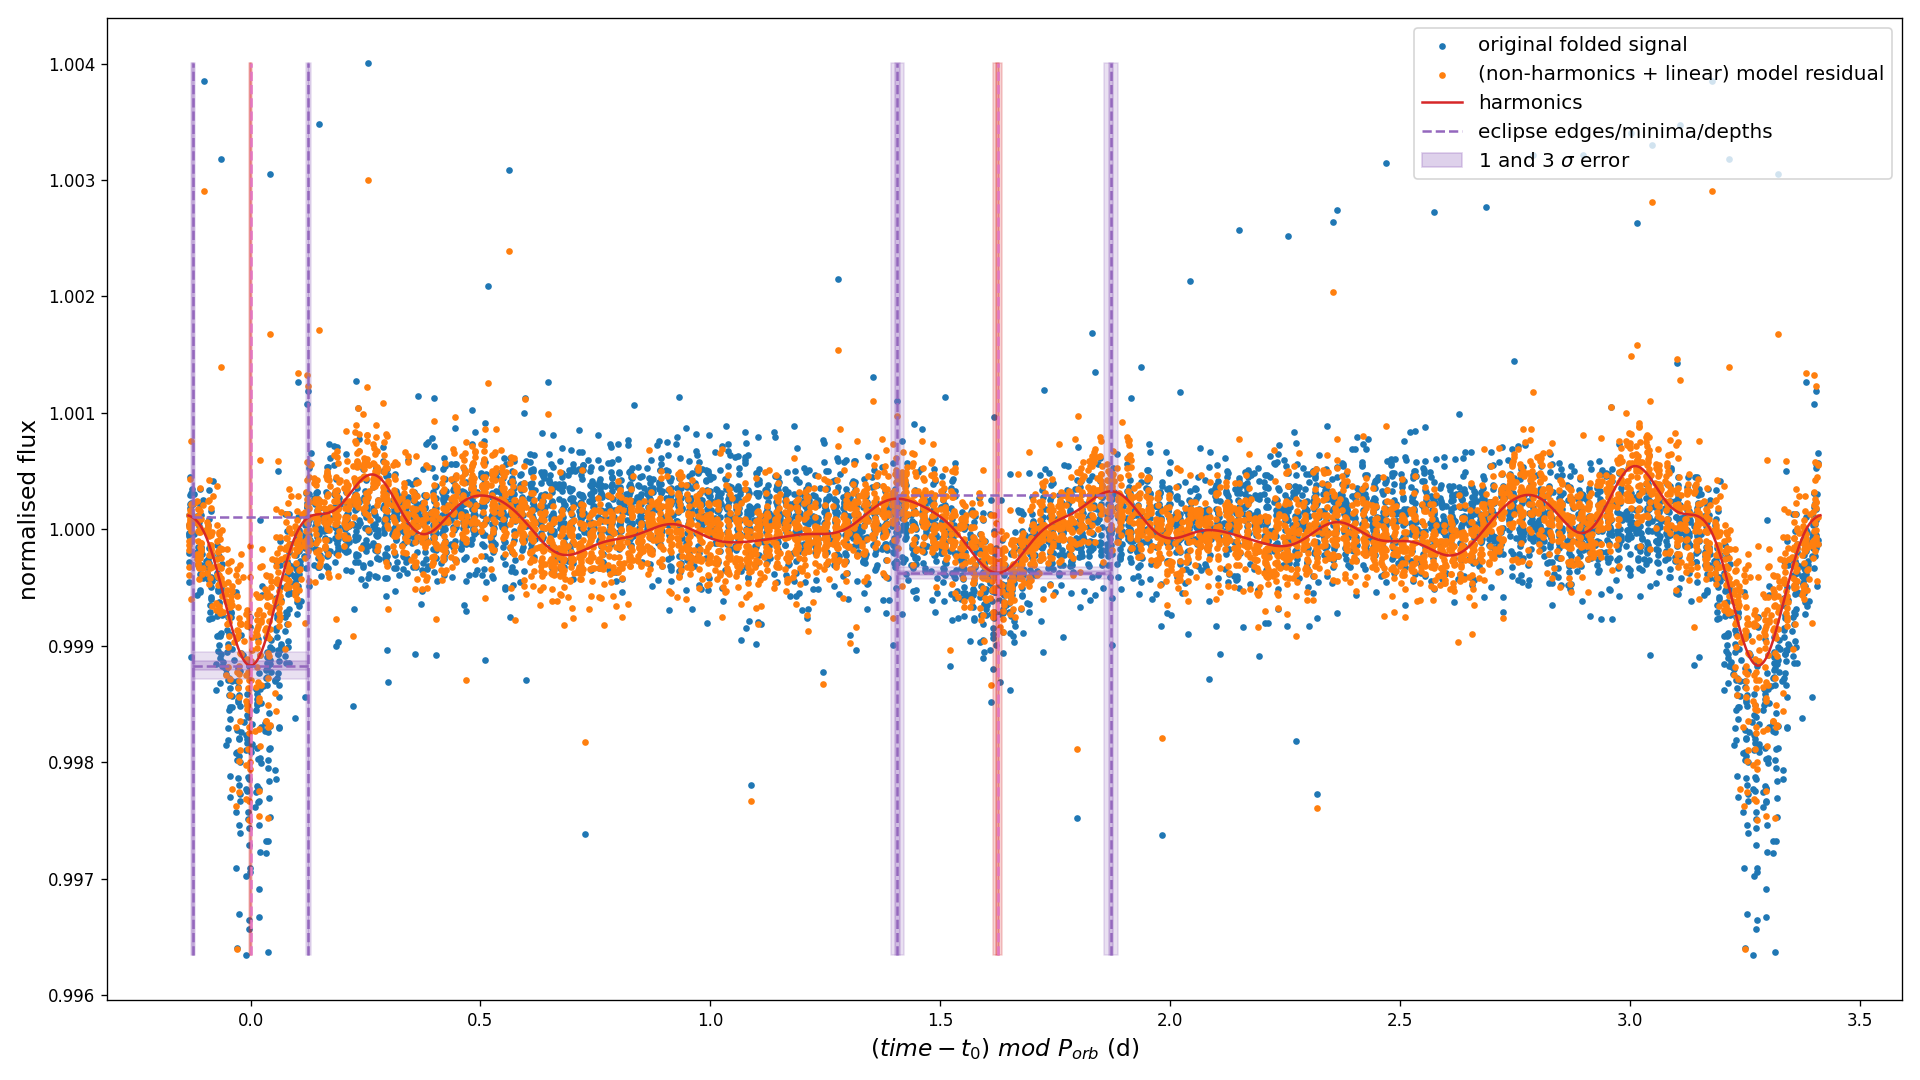 original folded signal
(non-harmonics + linear) model residual
harmonics
eclipse edges/minima/depths
1 and 3 σ error
normalised flux
1.004
1.003
1.002
1.001
1.000
0.999
0.998
0.997
0.996
0.0 0.5 1.0 1.5 2.0 2.5 3.0 3.5
(time − t₀) mod P_orb (d)